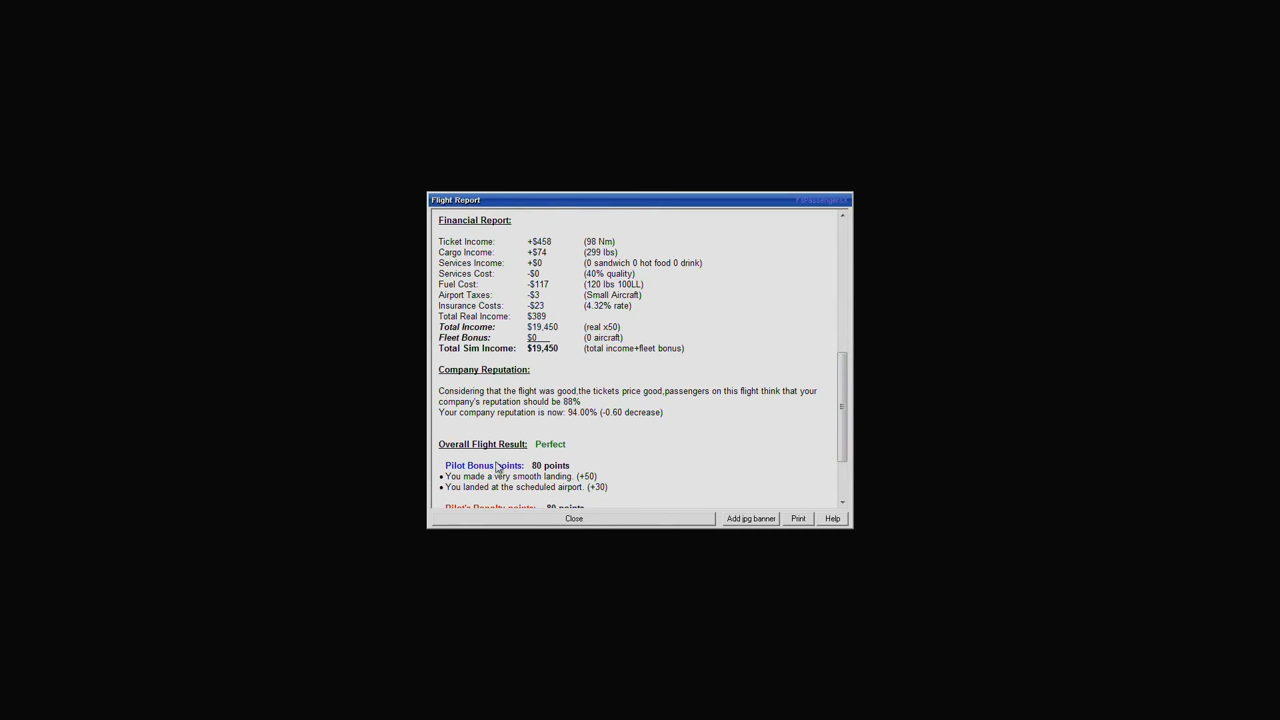 Flight Report
FsPassengersX
Financial Report:
Ticket Income: +$458 (98 Nm)
Cargo Income: +$74 (299 lbs)
Services Income: +$0 (0 sandwich 0 hot food 0 drink)
Services Cost: -$0 (40% quality)
Fuel Cost: -$117 (120 lbs 100LL)
Airport Taxes: -$3 (Small Aircraft)
Insurance Costs: -$23 (4.32% rate)
Total Real Income: $389
Total Income: $19,450 (real x50)
Fleet Bonus: $0 (0 aircraft)
Total Sim Income: $19,450 (total income+fleet bonus)
Company Reputation:
Considering that the flight was good,the tickets price good,passengers on this flight think that your
company's reputation should be 88%
Your company reputation is now: 94.00% (-0.60 decrease)
Overall Flight Result: Perfect
Pilot Bonus points: 80 points
• You made a very smooth landing. (+50)
• You landed at the scheduled airport. (+30)
Pilot's Penalty points: 80 points
Close Add jpg banner Print Help